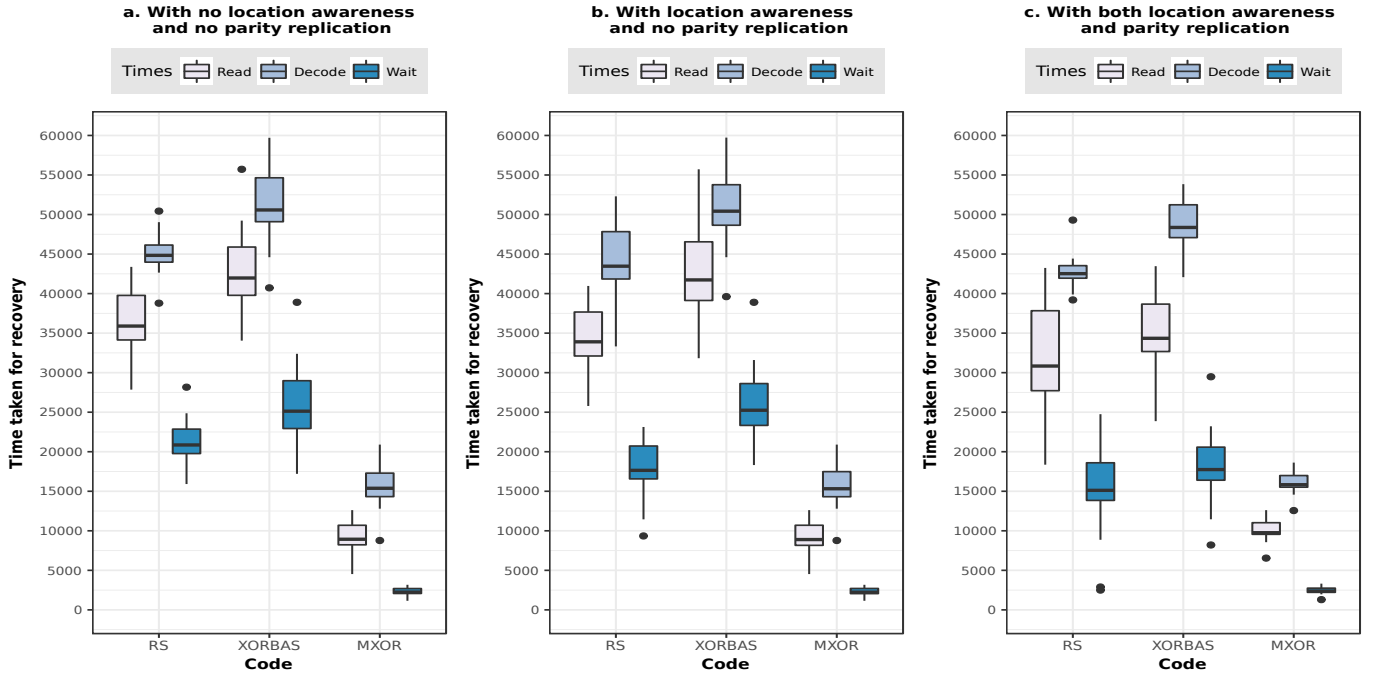 a. With no location awareness
and no parity replication
Times Read Decode Wait
60000
55000
50000
45000
40000
35000
30000
25000
20000
15000
10000
5000
0
Time taken for recovery
RS XORBAS MXOR
Code
b. With location awareness
and no parity replication
Times Read Decode Wait
60000
55000
50000
45000
40000
35000
30000
25000
20000
15000
10000
5000
0
Time taken for recovery
RS XORBAS MXOR
Code
c. With both location awareness
and parity replication
Times Read Decode Wait
60000
55000
50000
45000
40000
35000
30000
25000
20000
15000
10000
5000
0
Time taken for recovery
RS XORBAS MXOR
Code